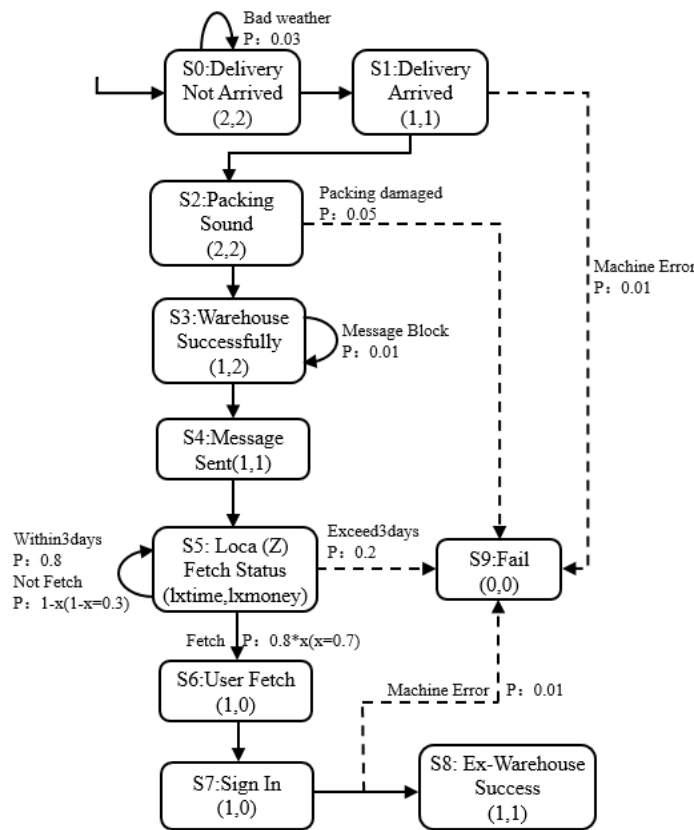 Bad weather
P：0.03
S0:Delivery
Not Arrived
(2,2)
S1:Delivery
Arrived
(1,1)
S2:Packing
Sound
(2,2)
Packing damaged
P：0.05
Machine Error
P：0.01
S3:Warehouse
Successfully
(1,2)
Message Block
P：0.01
S4:Message
Sent(1,1)
Within3days
P：0.8
Not Fetch
P：1-x(1-x=0.3)
S5: Loca (Z)
Fetch Status
(lxtime,lxmoney)
Exceed3days
P：0.2
S9:Fail
(0,0)
Fetch P：0.8*x(x=0.7)
S6:User Fetch
(1,0)
Machine Error P：0.01
S7:Sign In
(1,0)
S8: Ex-Warehouse
Success
(1,1)